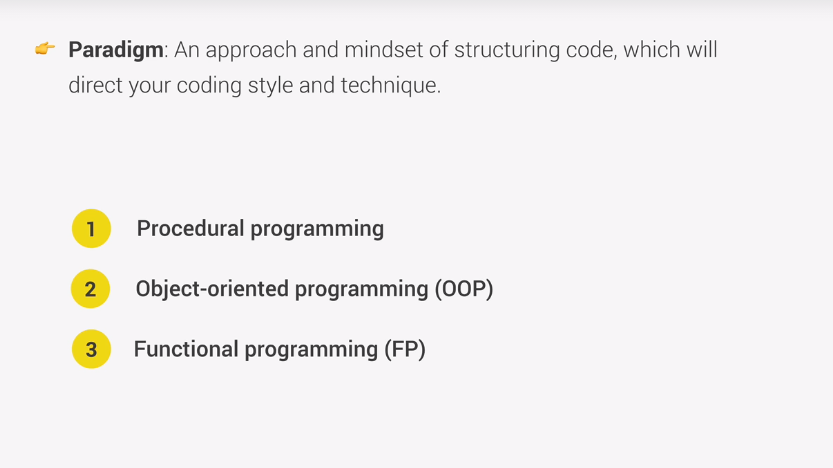 👉 Paradigm: An approach and mindset of structuring code, which will
direct your coding style and technique.
1 Procedural programming
2 Object-oriented programming (OOP)
3 Functional programming (FP)